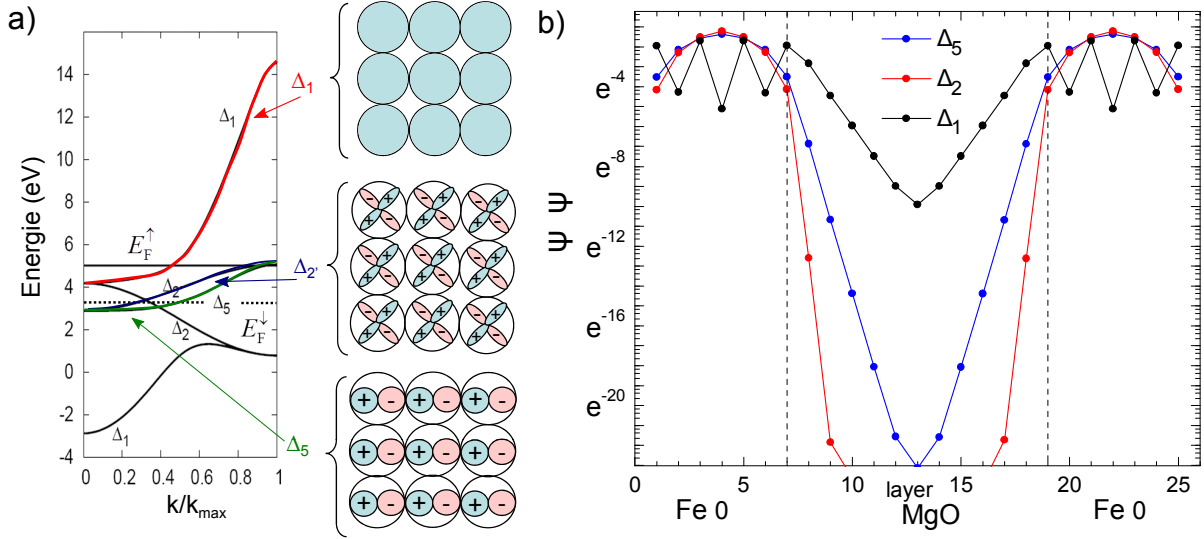 a)
Energie (eV)
14
12
10
8
6
4
2
0
-2
-4
0
0.2
0.4
0.6
0.8
1
k/k_max
Δ₁
Δ₁
E_F^↑
Δ₂
Δ₅
Δ₂'
E_F^↓
Δ₂
Δ₁
Δ₅
- +
+ -
- +
+ -
- +
+ -
- +
+ -
- +
+ -
- +
+ -
- +
+ -
- +
+ -
- +
+ -
+ - + - + -
+ - + - + -
+ - + - + -
b)
ψ ψ
e⁻⁴
e⁻⁸
e⁻¹²
e⁻¹⁶
e⁻²⁰
Δ₅
Δ₂
Δ₁
0
5
10
15
20
25
layer
Fe 0
MgO
Fe 0